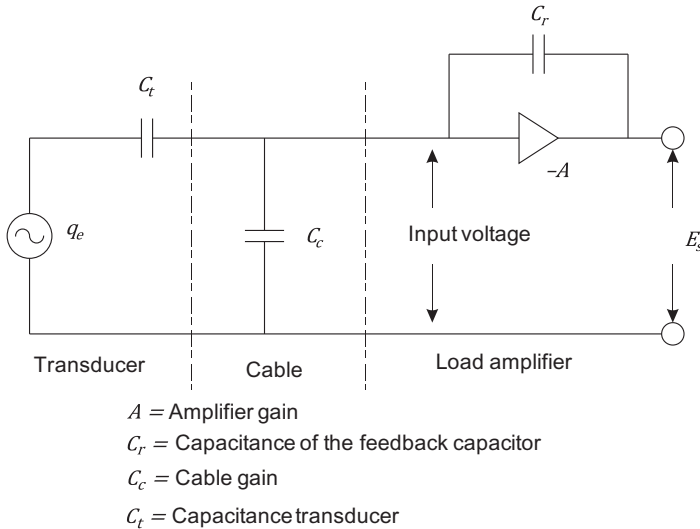 C_r
C_t
–A
q_e
C_c
Input voltage
E_s
Transducer
Cable
Load amplifier
A = Amplifier gain
C_r = Capacitance of the feedback capacitor
C_c = Cable gain
C_t = Capacitance transducer